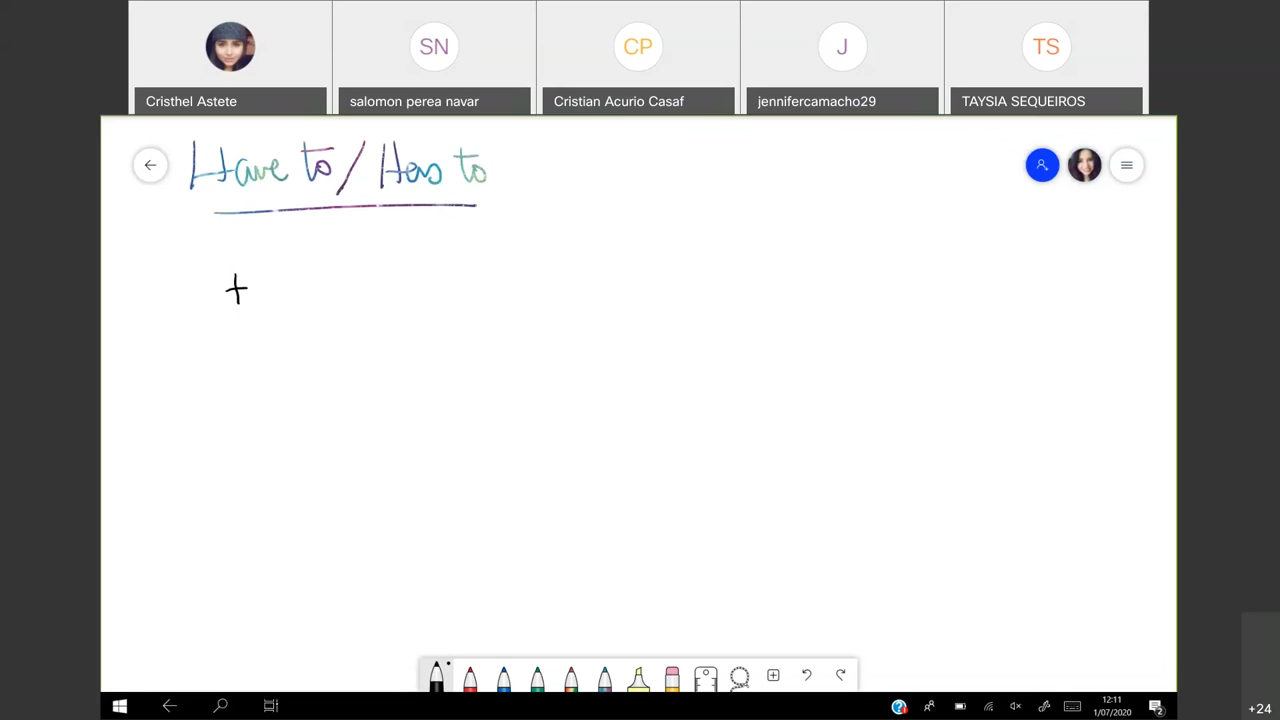 SN
CP
J
TS
Cristhel Astete
salomon perea navar
Cristian Acurio Casaf
jennifercamacho29
TAYSIA SEQUEIROS
Have to / Has to
+
12:11
1/07/2020
2
+24